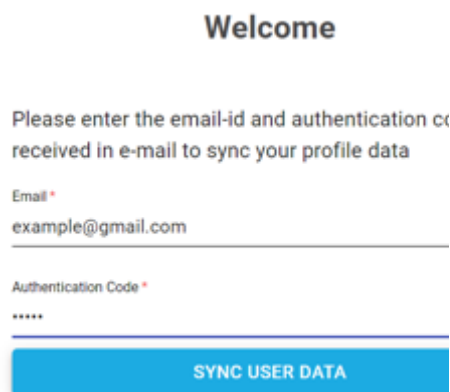 Welcome
Please enter the email-id and authentication co
received in e-mail to sync your profile data
Email *
example@gmail.com
Authentication Code *
•••••
SYNC USER DATA